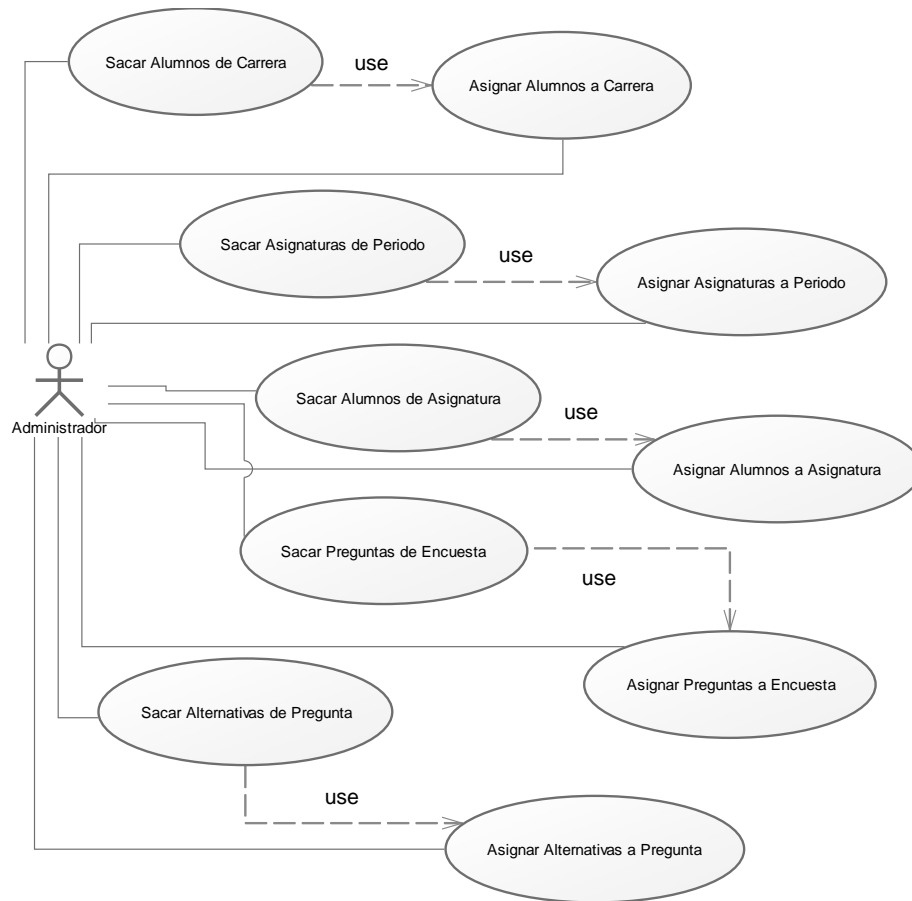 Sacar Alumnos de Carrera
use
Asignar Alumnos a Carrera
Sacar Asignaturas de Periodo
use
Asignar Asignaturas a Periodo
Administrador
Sacar Alumnos de Asignatura
use
Asignar Alumnos a Asignatura
Sacar Preguntas de Encuesta
use
Asignar Preguntas a Encuesta
Sacar Alternativas de Pregunta
use
Asignar Alternativas a Pregunta